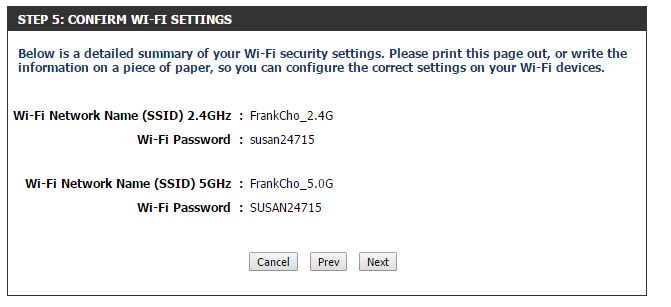 STEP 5: CONFIRM WI-FI SETTINGS
Below is a detailed summary of your Wi-Fi security settings. Please print this page out, or write the
information on a piece of paper, so you can configure the correct settings on your Wi-Fi devices.
Wi-Fi Network Name (SSID) 2.4GHz : FrankCho_2.4G
Wi-Fi Password : susan24715
Wi-Fi Network Name (SSID) 5GHz : FrankCho_5.0G
Wi-Fi Password : SUSAN24715
Cancel Prev Next